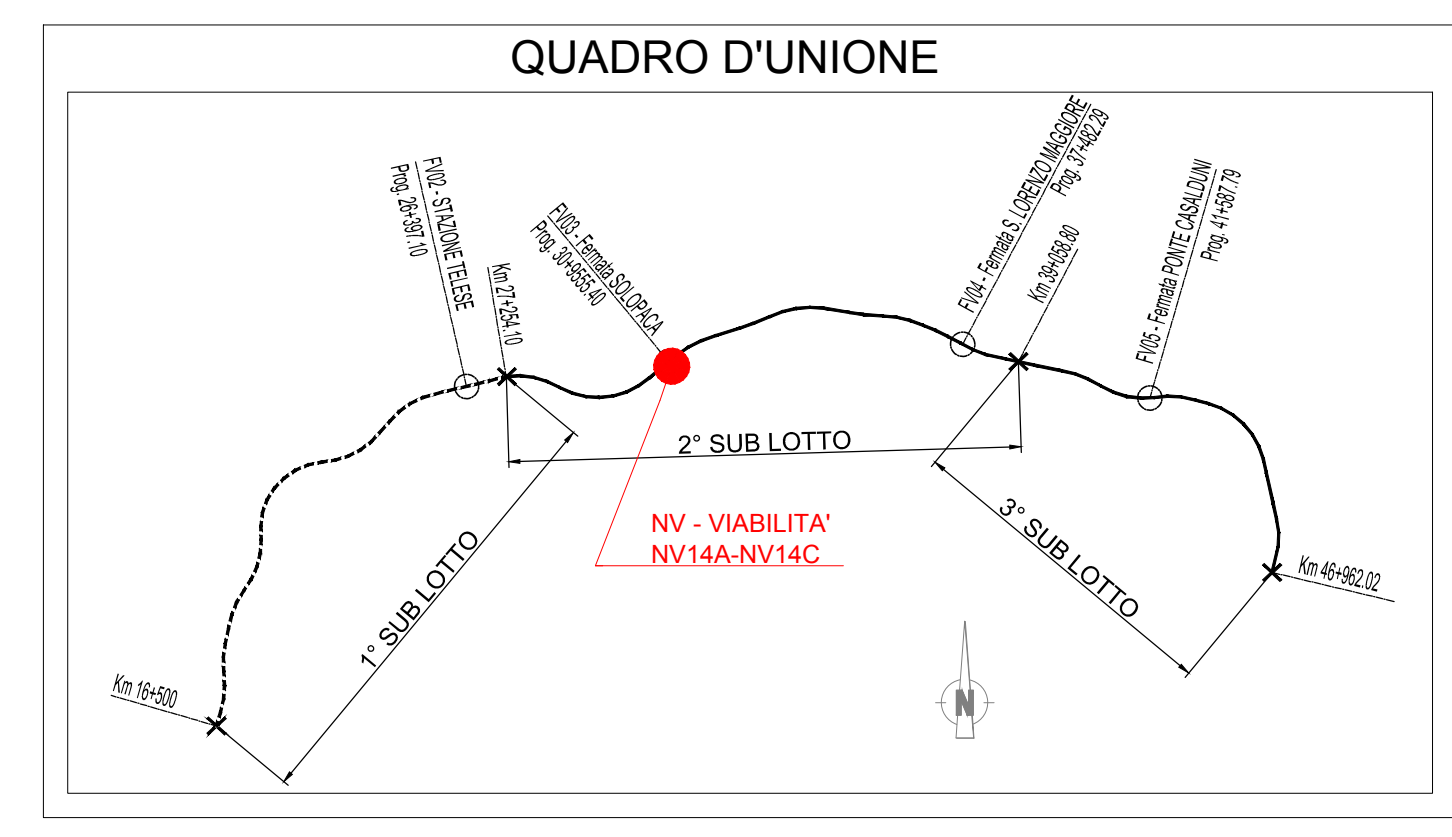 QUADRO D'UNIONE
FV02 - STAZIONE TELESE
Prog. 26+397.10
Km 27+254.10
FV03 - Fermata SOLOPACA
Prog. 30+9555.40
FV04 - Fermata S. LORENZO MAGGIORE
Prog. 37+482.29
Km 39+058.80
FV05 - Fermata PONTE CASALDUNI
Prog. 41+587.79
2° SUB LOTTO
NV - VIABILITA'
NV14A-NV14C
1° SUB LOTTO
3° SUB LOTTO
Km 16+500
Km 46+962.02
N